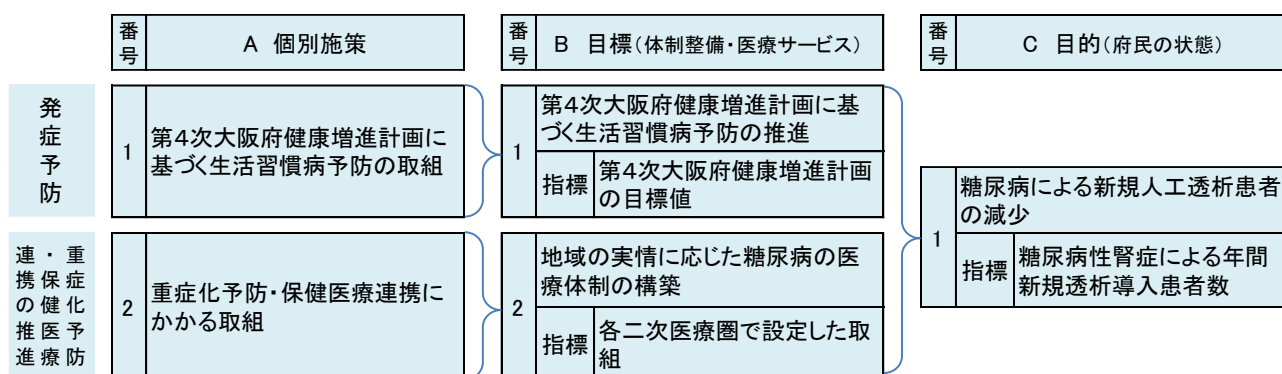 番号
A 個別施策
番号
B 目標(体制整備・医療サービス)
番号
C 目的(府民の状態)
発症予防
1
第4次大阪府健康増進計画に
基づく生活習慣病予防の取組
1
第4次大阪府健康増進計画に基
づく生活習慣病予防の推進
指標
第4次大阪府健康増進計画
の目標値
重症化予防
・保健医療
連携の推進
2
重症化予防・保健医療連携に
かかる取組
2
地域の実情に応じた糖尿病の医
療体制の構築
指標
各二次医療圏で設定した取
組
1
糖尿病による新規人工透析患者
の減少
指標
糖尿病性腎症による年間
新規透析導入患者数